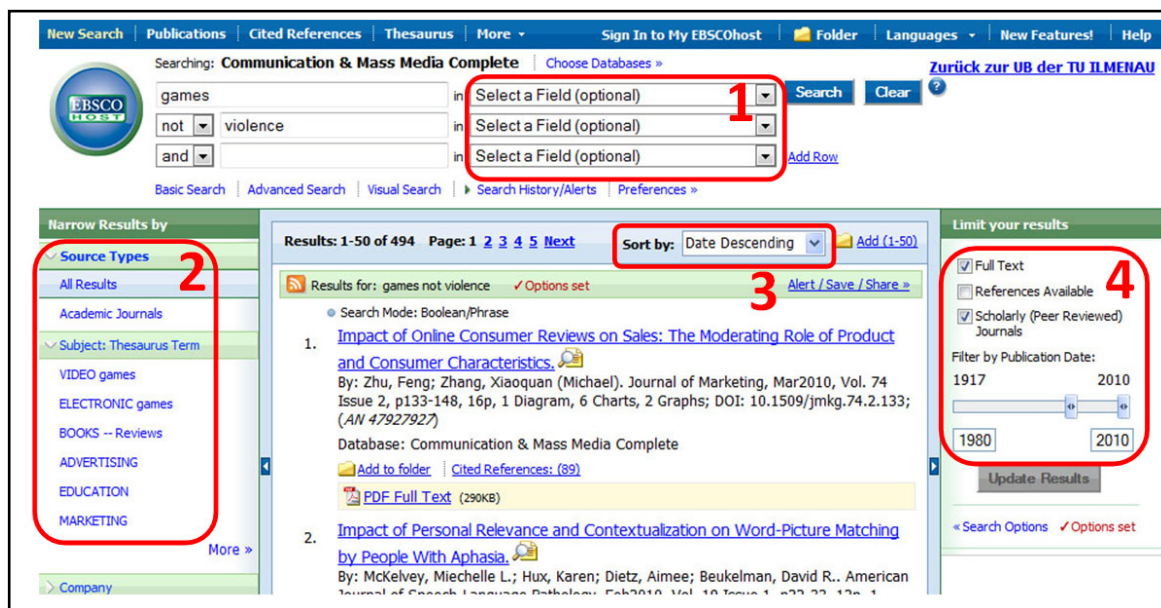 New Search Publications Cited References Thesaurus More Sign In to My EBSCOhost Folder Languages New Features! Help
Searching: Communication & Mass Media Complete Choose Databases »
Zurück zur UB der TU ILMENAU
EBSCO
HOST
games in Select a Field (optional) Search Clear ?
1
not violence in Select a Field (optional)
and in Select a Field (optional) Add Row
Basic Search Advanced Search Visual Search Search History/Alerts Preferences »
Narrow Results by
2
Source Types
All Results
Academic Journals
Subject: Thesaurus Term
VIDEO games
ELECTRONIC games
BOOKS -- Reviews
ADVERTISING
EDUCATION
MARKETING
More »
Company
Results: 1-50 of 494 Page: 1 2 3 4 5 Next Sort by: Date Descending Add (1-50)
3
Results for: games not violence ✓Options set Alert / Save / Share »
Search Mode: Boolean/Phrase
1. Impact of Online Consumer Reviews on Sales: The Moderating Role of Product
and Consumer Characteristics.
By: Zhu, Feng; Zhang, Xiaoquan (Michael). Journal of Marketing, Mar2010, Vol. 74
Issue 2, p133-148, 16p, 1 Diagram, 6 Charts, 2 Graphs; DOI: 10.1509/jmkg.74.2.133;
(AN 47927927)
Database: Communication & Mass Media Complete
Add to folder Cited References: (89)
PDF Full Text (290KB)
2. Impact of Personal Relevance and Contextualization on Word-Picture Matching
by People With Aphasia.
By: McKelvey, Miechelle L.; Hux, Karen; Dietz, Aimee; Beukelman, David R.. American
Limit your results
4
Full Text
References Available
Scholarly (Peer Reviewed)
Journals
Filter by Publication Date:
1917 2010
1980 2010
Update Results
« Search Options ✓Options set